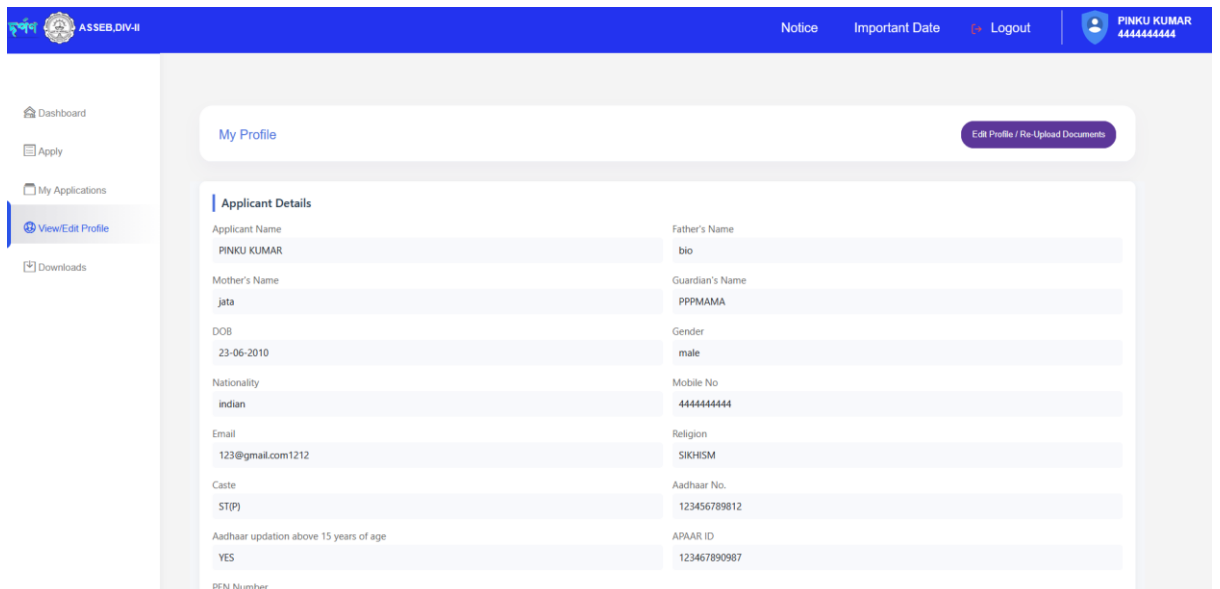 দৰ্পণ ASSEB,DIV-II
Notice Important Date Logout
PINKU KUMAR
4444444444
Dashboard
Apply
My Applications
View/Edit Profile
Downloads
My Profile
Edit Profile / Re-Upload Documents
Applicant Details
Applicant Name Father's Name
PINKU KUMAR bio
Mother's Name Guardian's Name
jata PPPMAMA
DOB Gender
23-06-2010 male
Nationality Mobile No
indian 4444444444
Email Religion
123@gmail.com1212 SIKHISM
Caste Aadhaar No.
ST(P) 123456789812
Aadhaar updation above 15 years of age APAAR ID
YES 123467890987
PEN Number